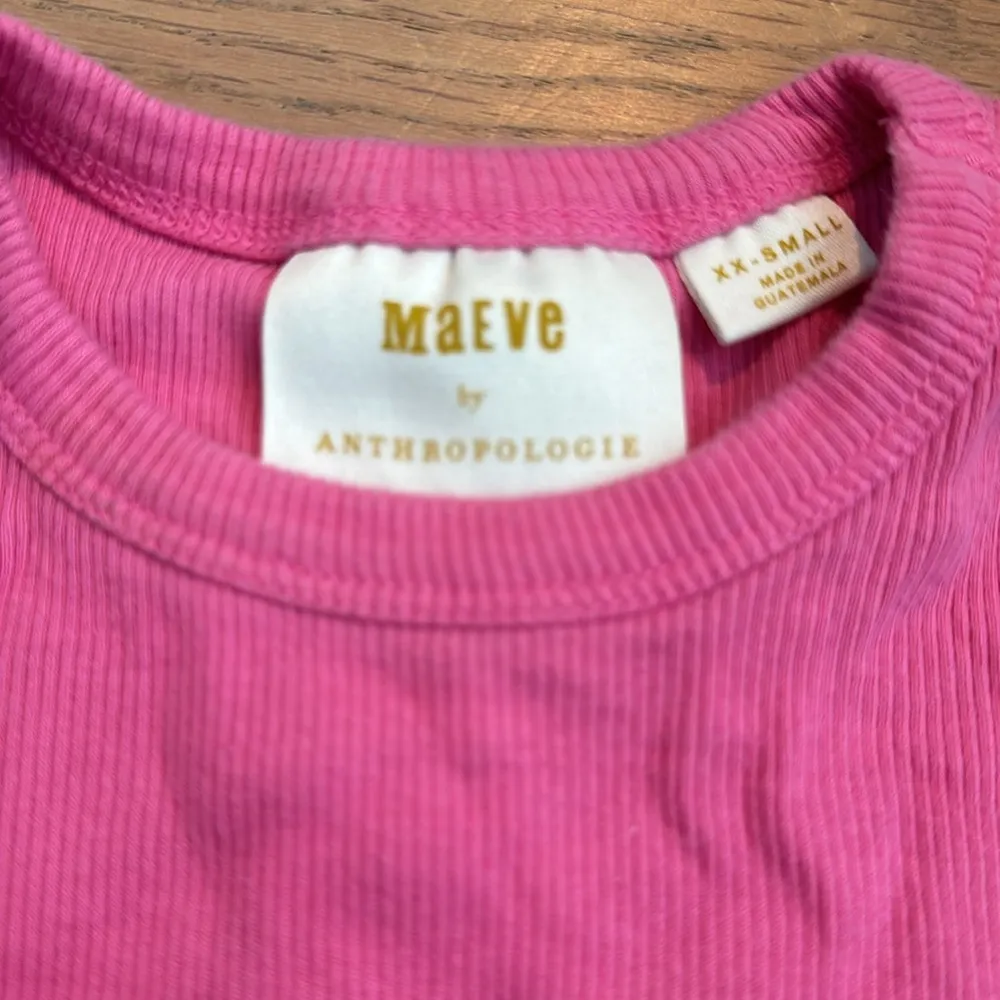 MaEve
by
ANTHROPOLOGIE
XX-SMALL
MADE IN
GUATEMALA